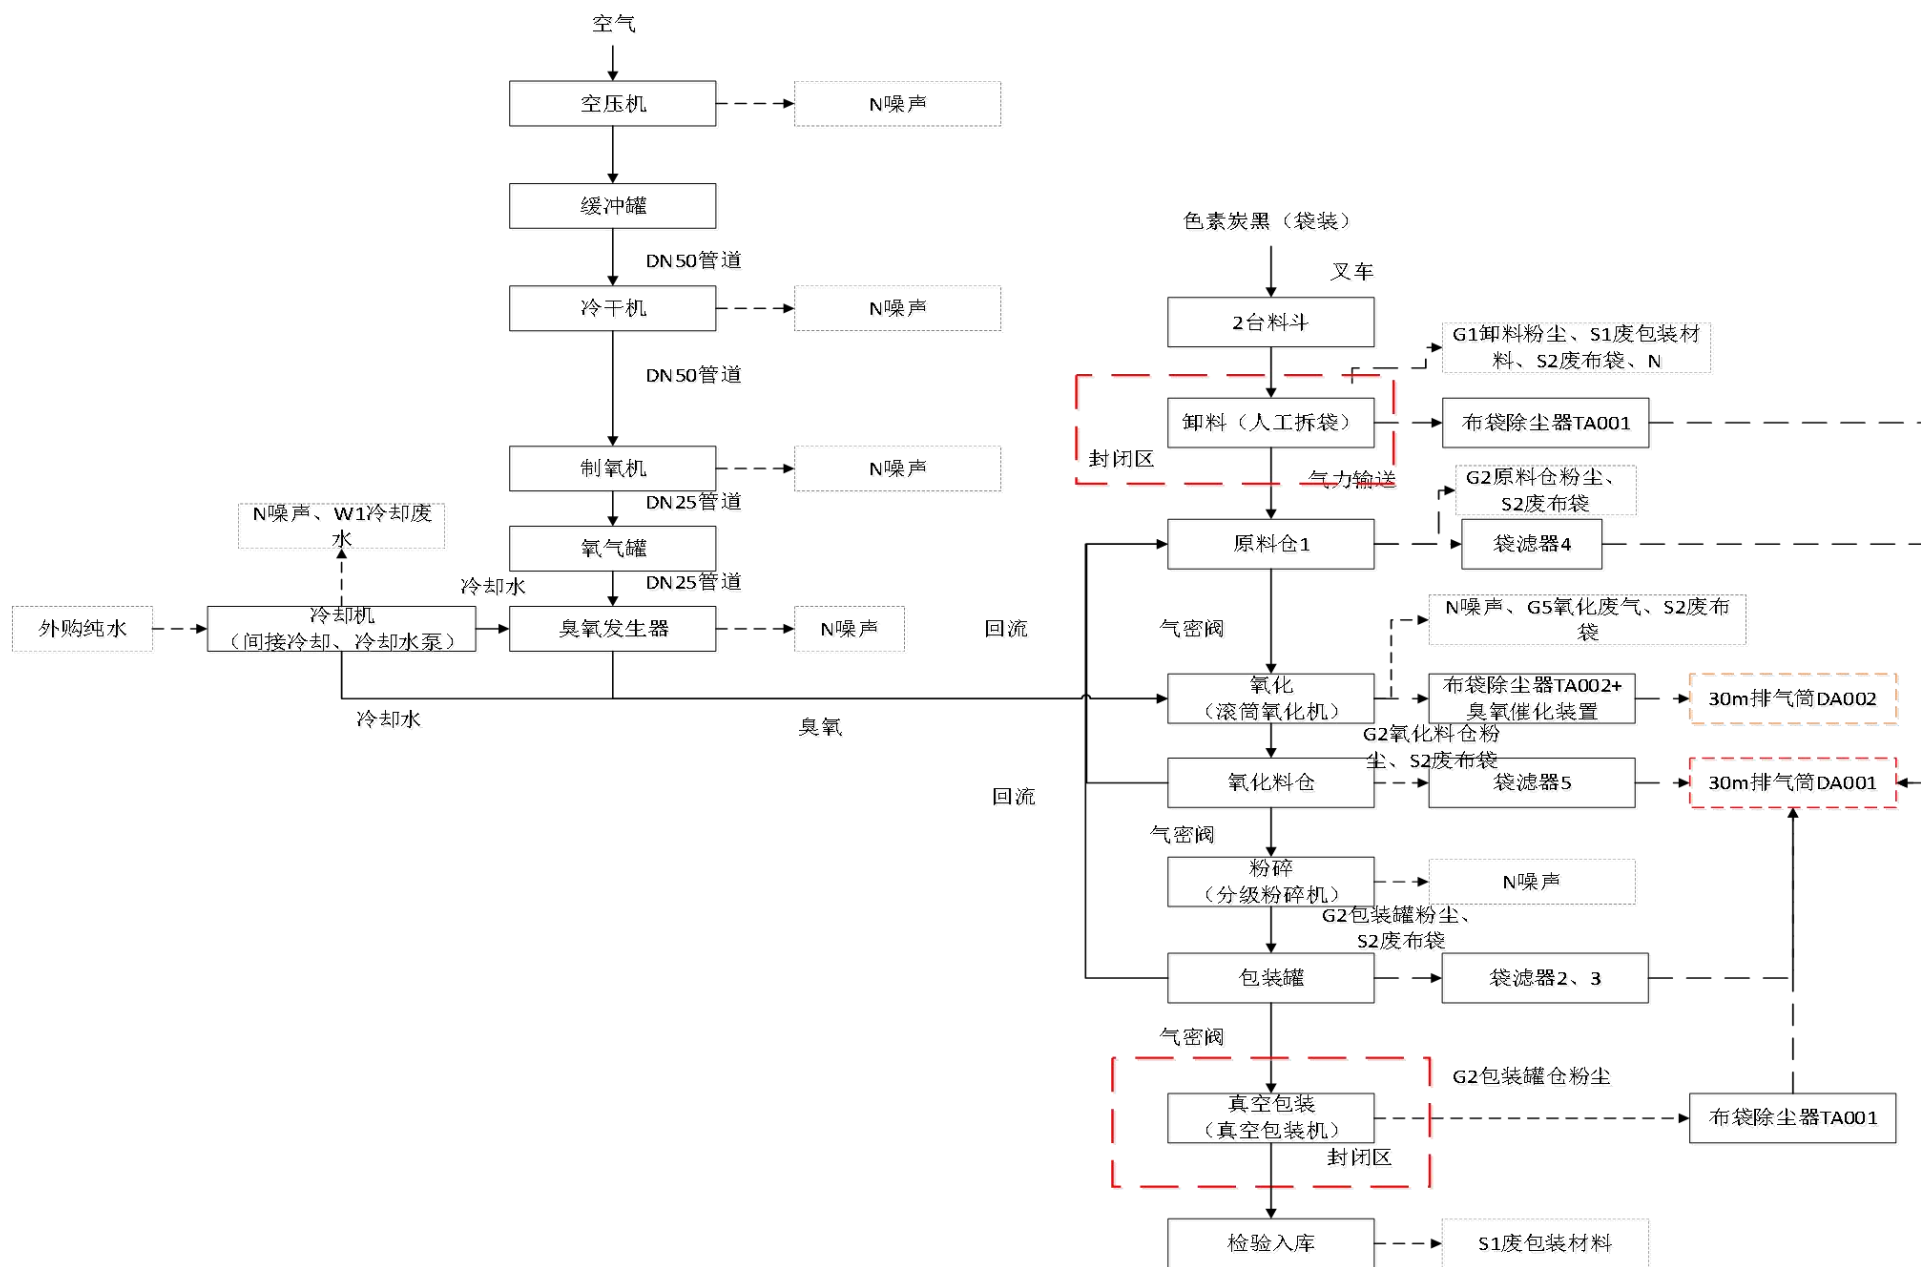 空气
空压机
N噪声
缓冲罐
DN50管道
冷干机
N噪声
DN50管道
制氧机
N噪声
DN25管道
氧气罐
DN25管道
N噪声、W1冷却废
水
冷却水
外购纯水
冷却机
（间接冷却、冷却水泵）
臭氧发生器
N噪声
冷却水
臭氧
回流
回流
色素炭黑（袋装）
叉车
2台料斗
G1卸料粉尘、S1废包装材
料、S2废布袋、N
卸料（人工拆袋）
布袋除尘器TA001
封闭区
气力输送
G2原料仓粉尘、
S2废布袋
原料仓1
袋滤器4
气密阀
N噪声、G5氧化废气、S2废布
袋
氧化
（滚筒氧化机）
布袋除尘器TA002+
臭氧催化装置
30m排气筒DA002
G2氧化料仓粉
尘、S2废布袋
氧化料仓
袋滤器5
30m排气筒DA001
气密阀
粉碎
（分级粉碎机）
N噪声
G2包装罐粉尘、
S2废布袋
包装罐
袋滤器2、3
气密阀
G2包装罐仓粉尘
真空包装
（真空包装机）
布袋除尘器TA001
封闭区
检验入库
S1废包装材料